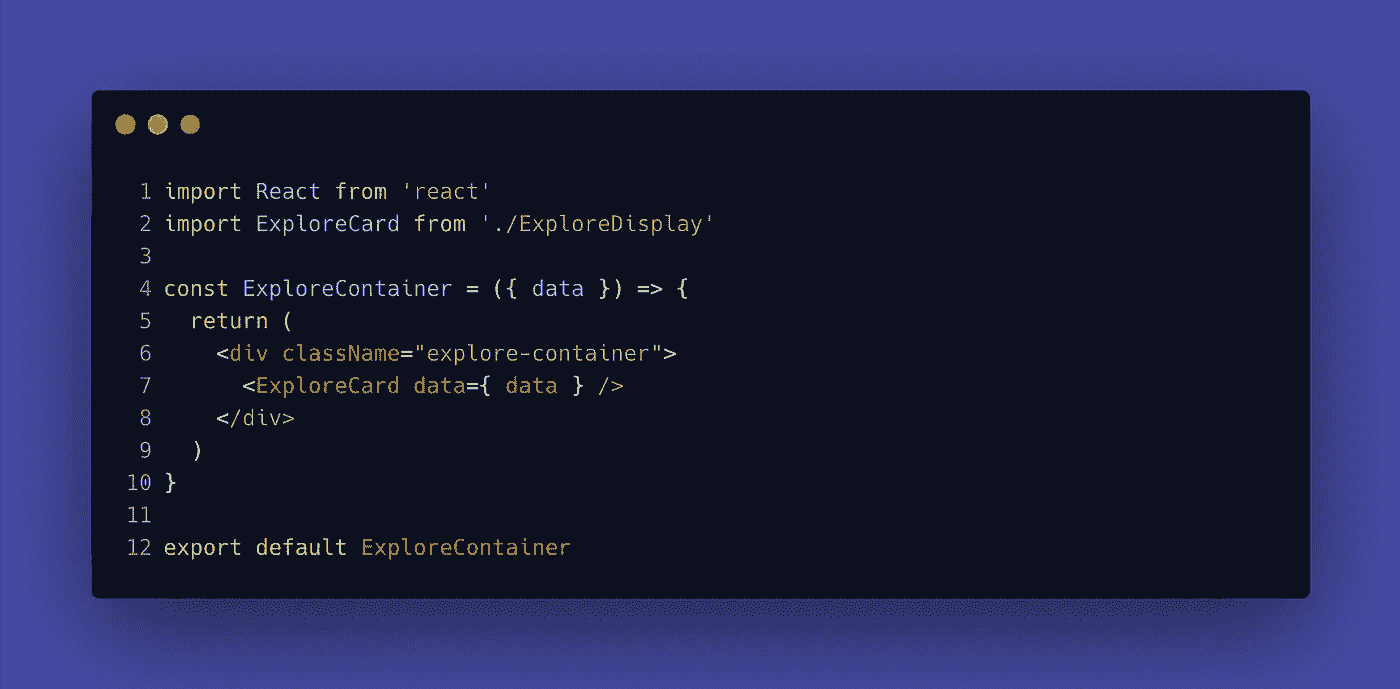 1 import React from 'react'
2 import ExploreCard from './ExploreDisplay'
3
4 const ExploreContainer = ({ data }) => {
5   return (
6     <div className="explore-container">
7       <ExploreCard data={ data } />
8     </div>
9   )
10 }
11
12 export default ExploreContainer